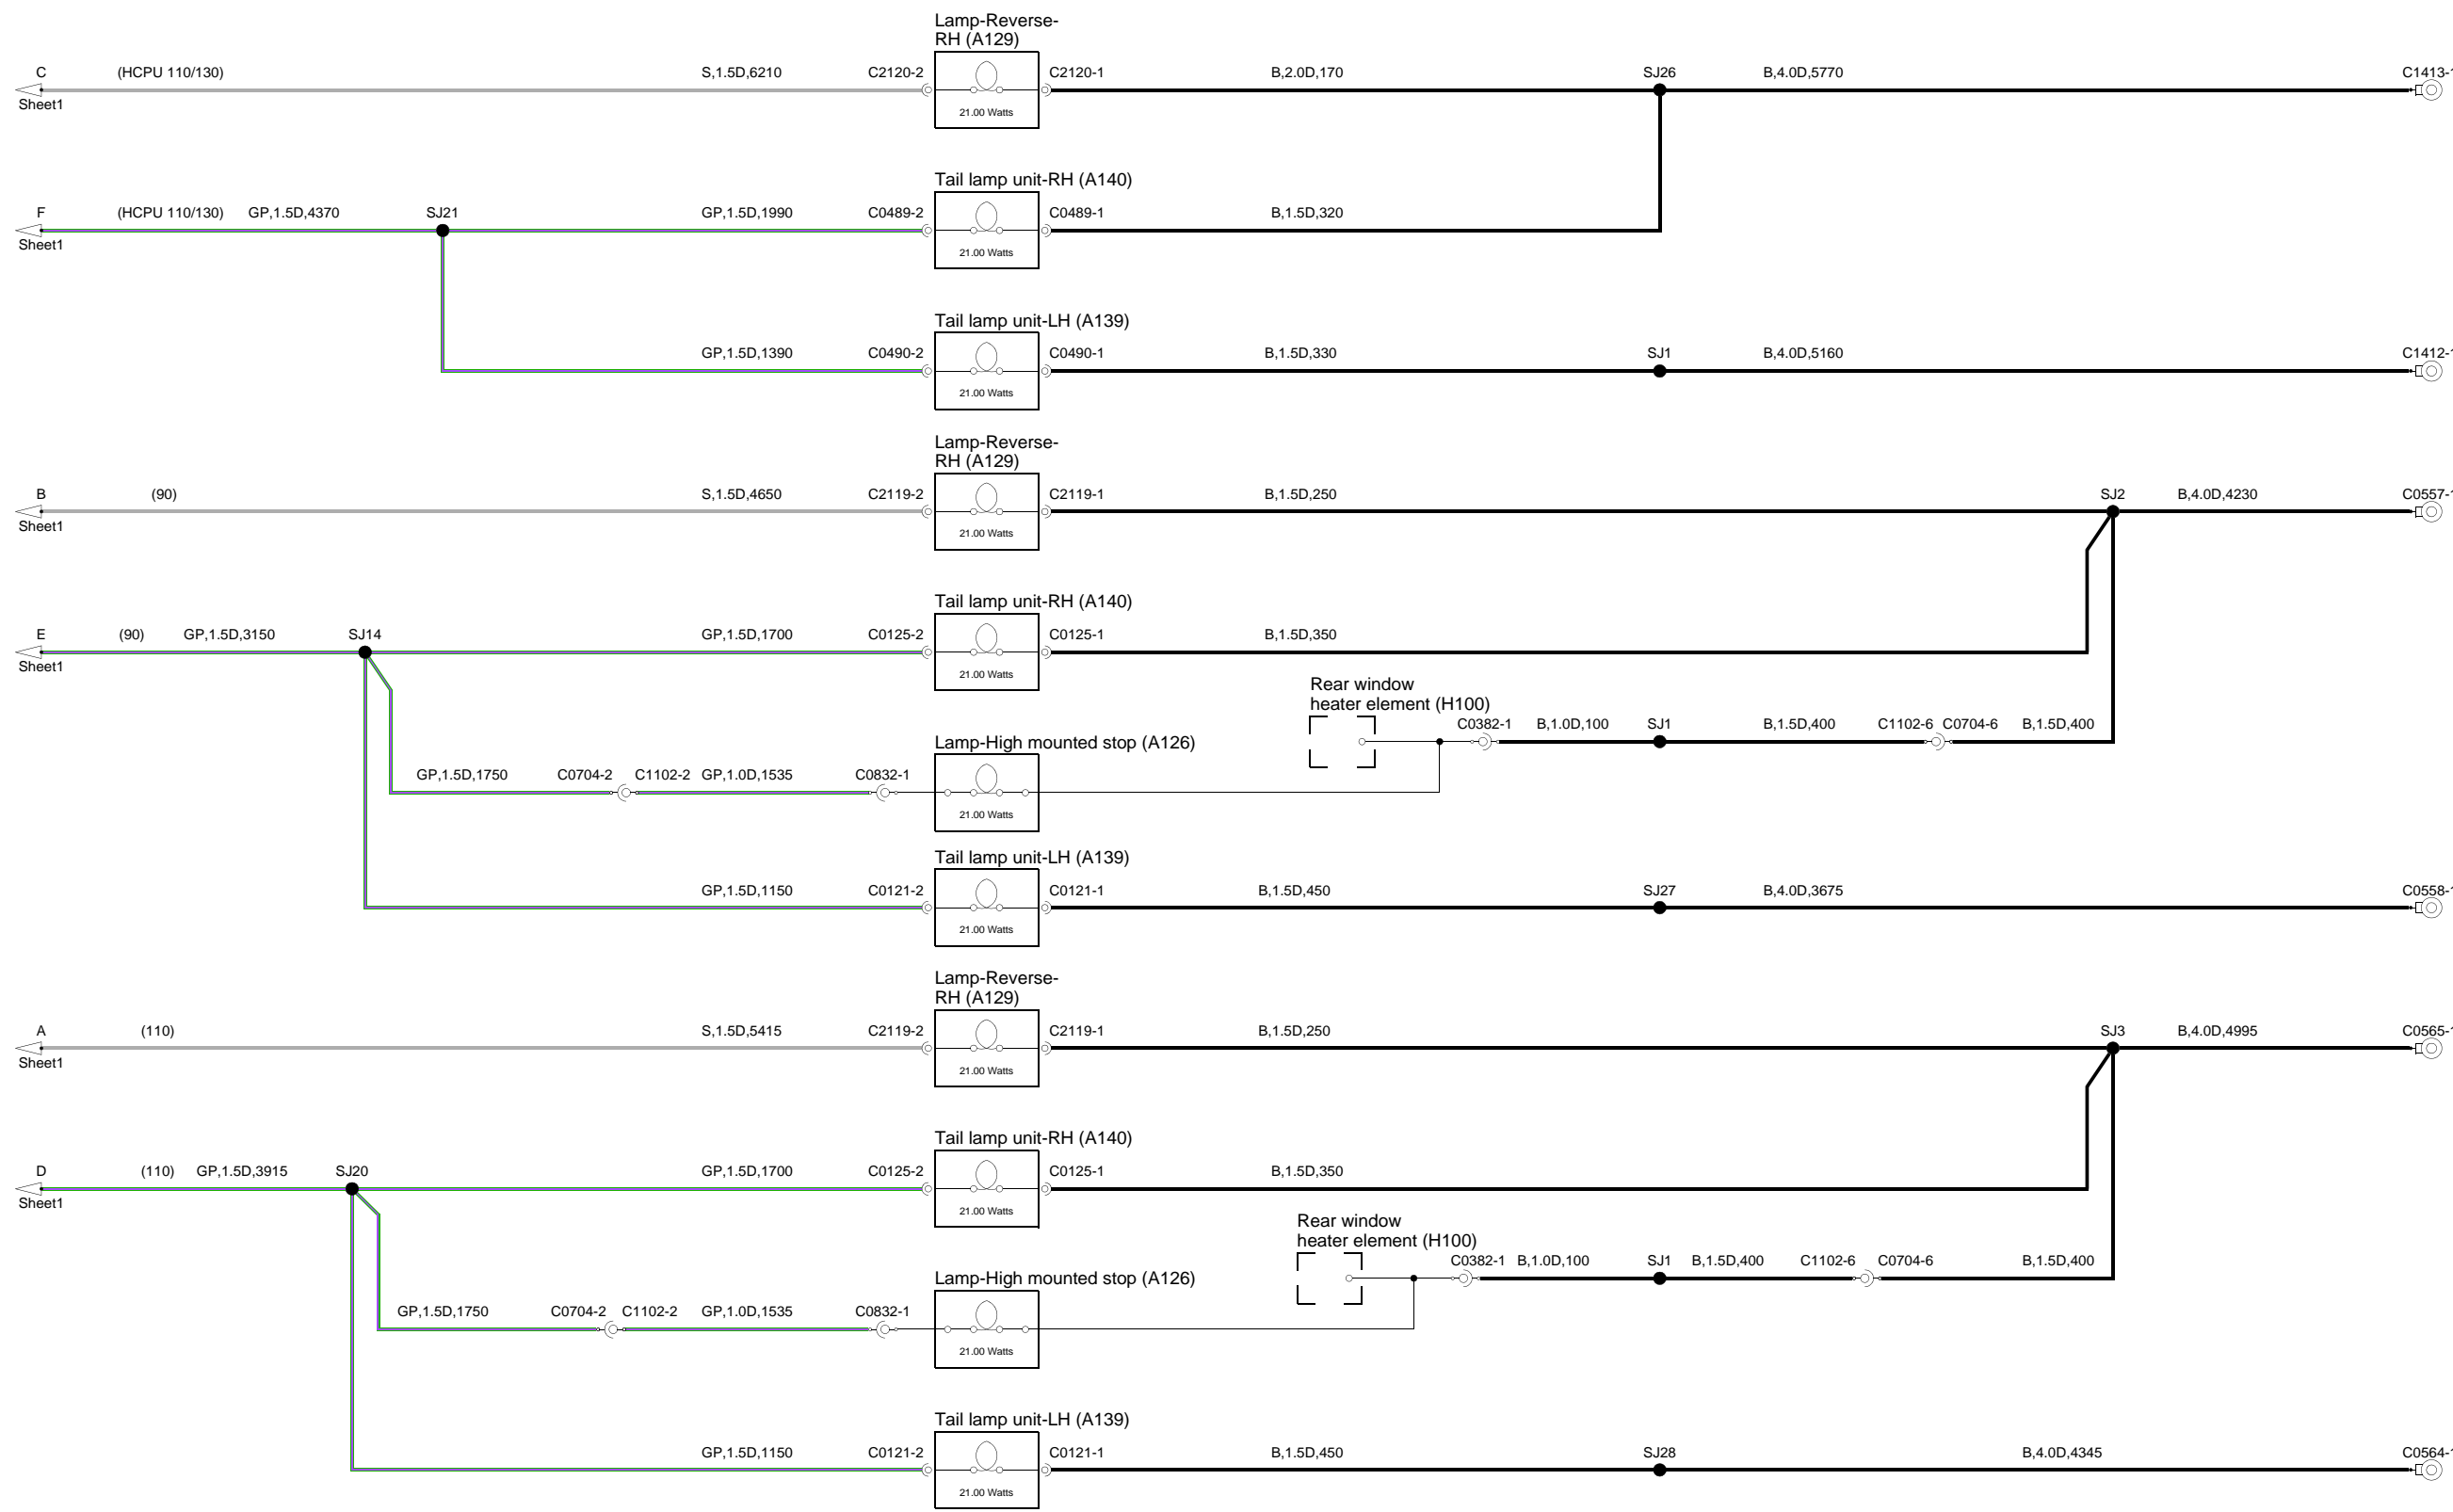 Lamp-Reverse-
RH (A129)
C (HCPU 110/130) S,1.5D,6210 C2120-2 C2120-1 B,2.0D,170 SJ26 B,4.0D,5770 C1413-1
Sheet1
21.00 Watts
Tail lamp unit-RH (A140)
F (HCPU 110/130) GP,1.5D,4370 SJ21 GP,1.5D,1990 C0489-2 C0489-1 B,1.5D,320
Sheet1
21.00 Watts
Tail lamp unit-LH (A139)
GP,1.5D,1390 C0490-2 C0490-1 B,1.5D,330 SJ1 B,4.0D,5160 C1412-1
21.00 Watts
Lamp-Reverse-
RH (A129)
B (90) S,1.5D,4650 C2119-2 C2119-1 B,1.5D,250 SJ2 B,4.0D,4230 C0557-1
Sheet1
21.00 Watts
Tail lamp unit-RH (A140)
E (90) GP,1.5D,3150 SJ14 GP,1.5D,1700 C0125-2 C0125-1 B,1.5D,350
Sheet1
21.00 Watts
Rear window
heater element (H100)
C0382-1 B,1.0D,100 SJ1 B,1.5D,400 C1102-6 C0704-6 B,1.5D,400
Lamp-High mounted stop (A126)
GP,1.5D,1750 C0704-2 C1102-2 GP,1.0D,1535 C0832-1
21.00 Watts
Tail lamp unit-LH (A139)
GP,1.5D,1150 C0121-2 C0121-1 B,1.5D,450 SJ27 B,4.0D,3675 C0558-1
21.00 Watts
Lamp-Reverse-
RH (A129)
A (110) S,1.5D,5415 C2119-2 C2119-1 B,1.5D,250 SJ3 B,4.0D,4995 C0565-1
Sheet1
21.00 Watts
Tail lamp unit-RH (A140)
D (110) GP,1.5D,3915 SJ20 GP,1.5D,1700 C0125-2 C0125-1 B,1.5D,350
Sheet1
21.00 Watts
Rear window
heater element (H100)
C0382-1 B,1.0D,100 SJ1 B,1.5D,400 C1102-6 C0704-6 B,1.5D,400
Lamp-High mounted stop (A126)
GP,1.5D,1750 C0704-2 C1102-2 GP,1.0D,1535 C0832-1
21.00 Watts
Tail lamp unit-LH (A139)
GP,1.5D,1150 C0121-2 C0121-1 B,1.5D,450 SJ28 B,4.0D,4345 C0564-1
21.00 Watts